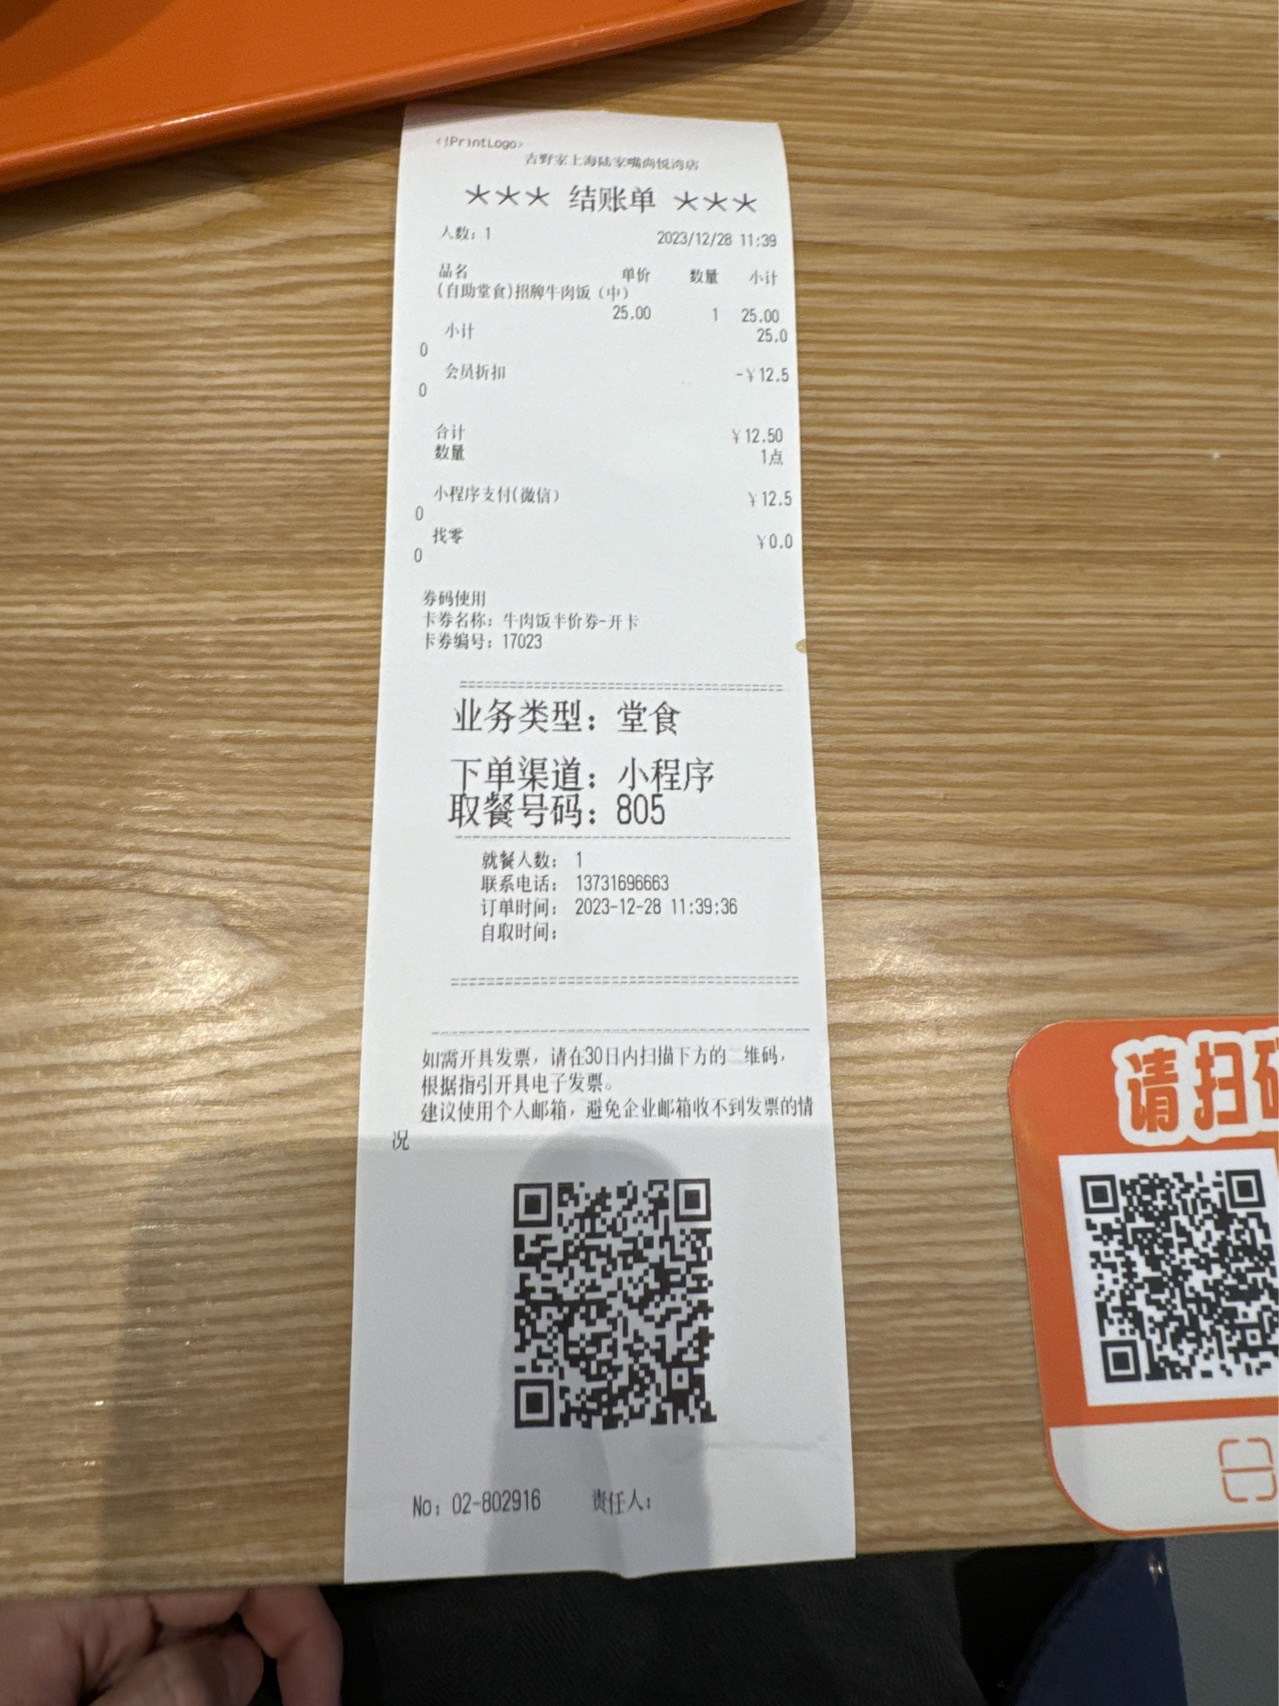 <!PrintLogo>
吉野家上海陆家嘴尚悦湾店
*** 结账单 ***
人数：1 2023/12/28 11:39
品名 单价 数量 小计
(自助堂食)招牌牛肉饭（中）
25.00 1 25.00
小计 25.0
0
会员折扣 -¥12.5
0
合计 ¥12.50
数量 1点
小程序支付(微信) ¥12.5
0
找零 ¥0.0
0
券码使用
卡券名称：牛肉饭半价券-开卡
卡券编号：17023
业务类型：堂食
下单渠道：小程序
取餐号码：805
就餐人数： 1
联系电话： 13731696663
订单时间： 2023-12-28 11:39:36
自取时间：
如需开具发票，请在30日内扫描下方的二维码，
根据指引开具电子发票。
建议使用个人邮箱，避免企业邮箱收不到发票的情
况
No：02-802916 责任人：
请扫码